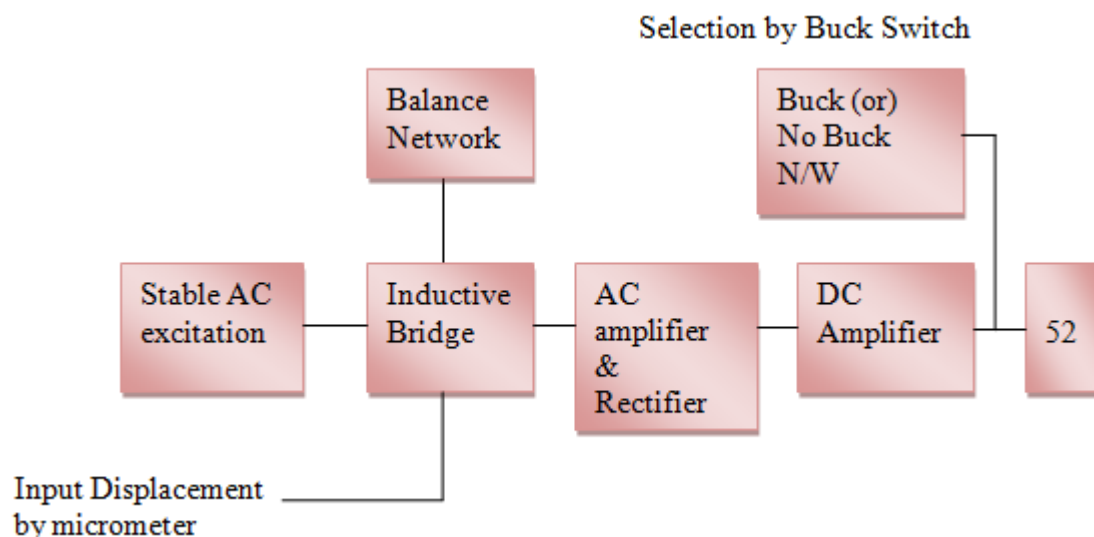 Selection by Buck Switch
Balance
Network
Buck (or)
No Buck
N/W
Stable AC
excitation
Inductive
Bridge
AC
amplifier
&
Rectifier
DC
Amplifier
52
Input Displacement
by micrometer